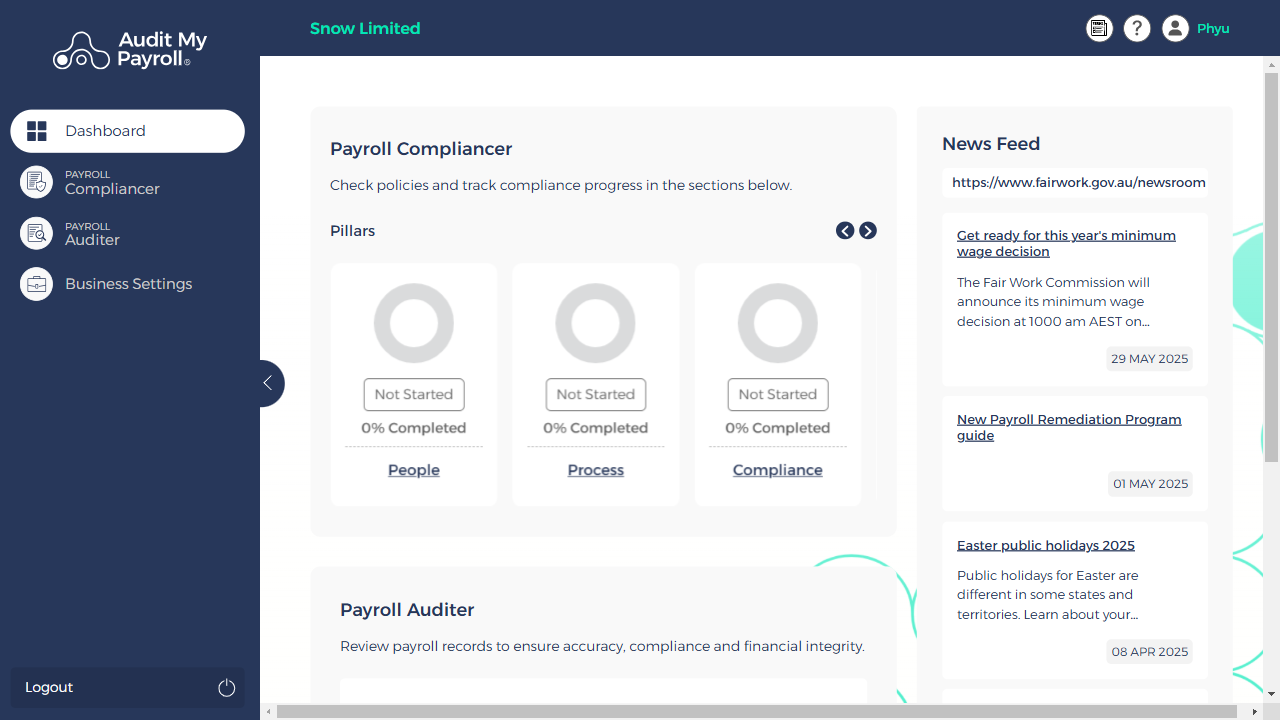 Audit My
Payroll®
Snow Limited
Phyu
Dashboard
PAYROLL
Compliancer
PAYROLL
Auditer
Business Settings
Logout
Payroll Compliancer
Check policies and track compliance progress in the sections below.
Pillars
Not Started
0% Completed
People
Not Started
0% Completed
Process
Not Started
0% Completed
Compliance
Payroll Auditer
Review payroll records to ensure accuracy, compliance and financial integrity.
News Feed
https://www.fairwork.gov.au/newsroom
Get ready for this year's minimum
wage decision
The Fair Work Commission will
announce its minimum wage
decision at 1000 am AEST on...
29 MAY 2025
New Payroll Remediation Program
guide
01 MAY 2025
Easter public holidays 2025
Public holidays for Easter are
different in some states and
territories. Learn about your...
08 APR 2025